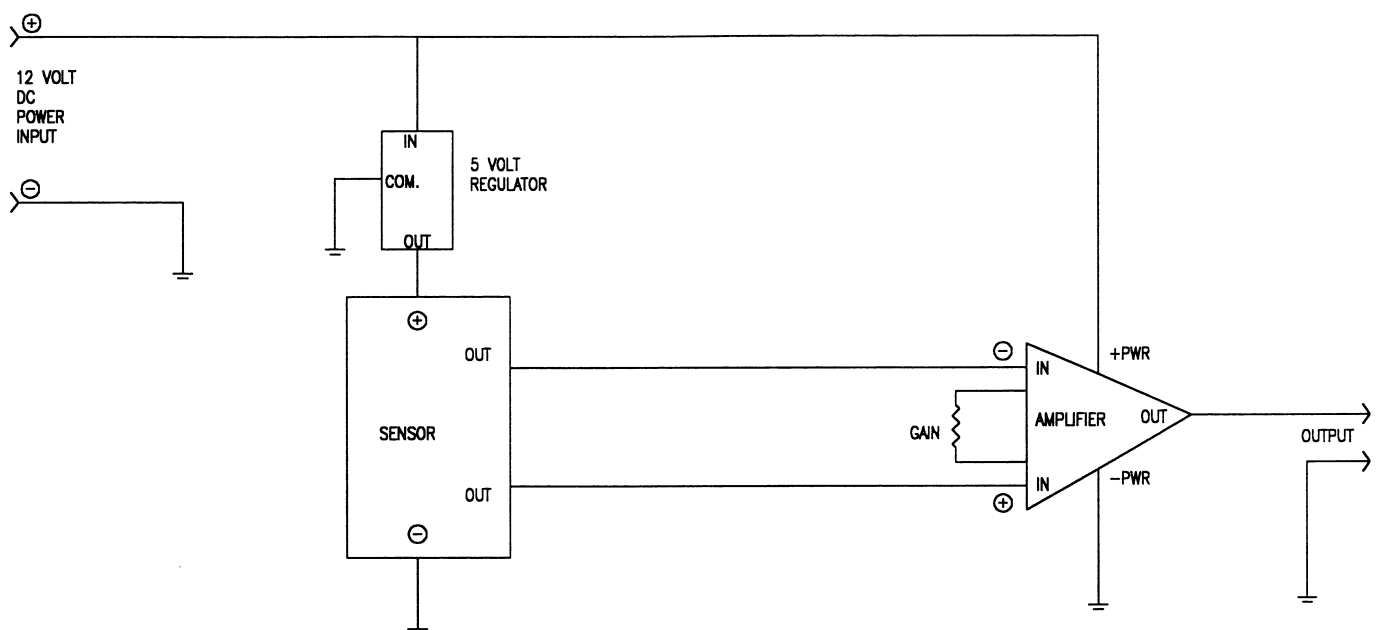 ⊕
12 VOLT
DC
POWER
INPUT
⊖
IN
COM.
OUT
5 VOLT
REGULATOR
⊕
OUT
SENSOR
OUT
⊖
⊖
IN
+PWR
GAIN
AMPLIFIER
OUT
IN
⊕
-PWR
OUTPUT